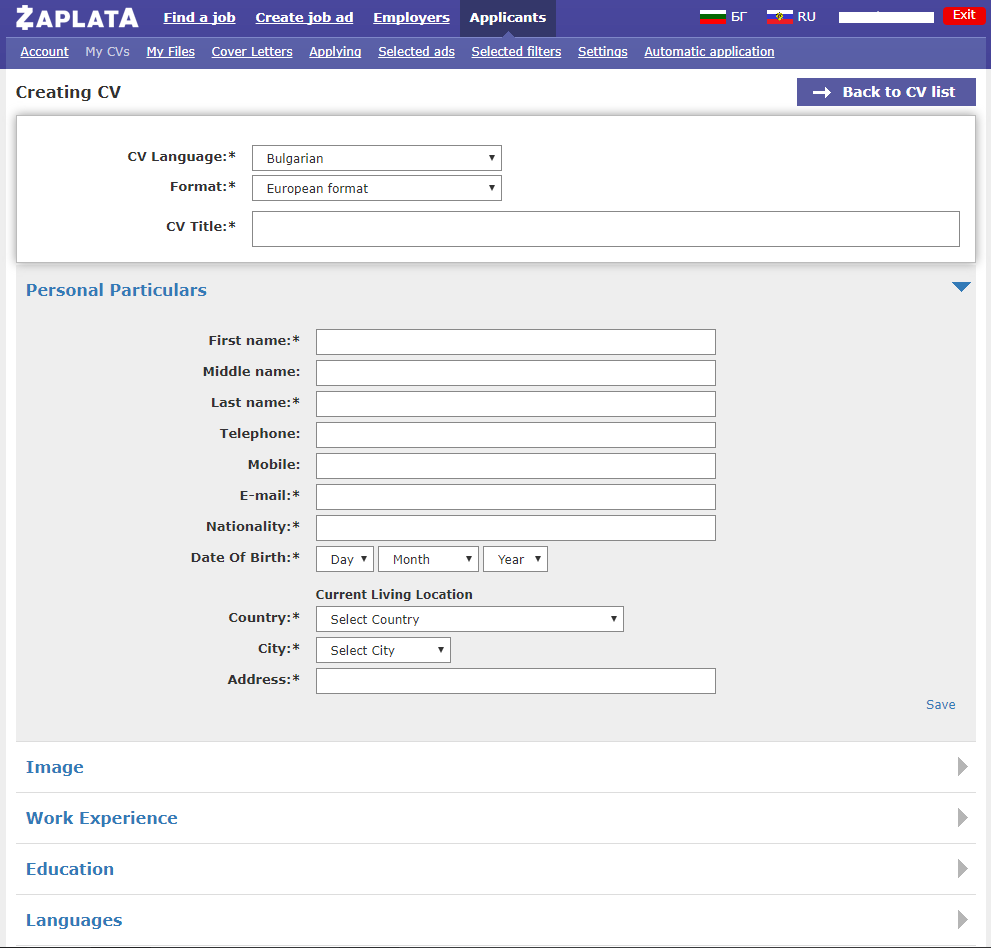 ZAPLATA Find a job Create job ad Employers Applicants БГ RU Exit
Account My CVs My Files Cover Letters Applying Selected ads Selected filters Settings Automatic application
Creating CV
→ Back to CV list
CV Language:* Bulgarian
Format:* European format
CV Title:*
Personal Particulars
First name:*
Middle name:
Last name:*
Telephone:
Mobile:
E-mail:*
Nationality:*
Date Of Birth:* Day Month Year
Current Living Location
Country:* Select Country
City:* Select City
Address:*
Save
Image
Work Experience
Education
Languages